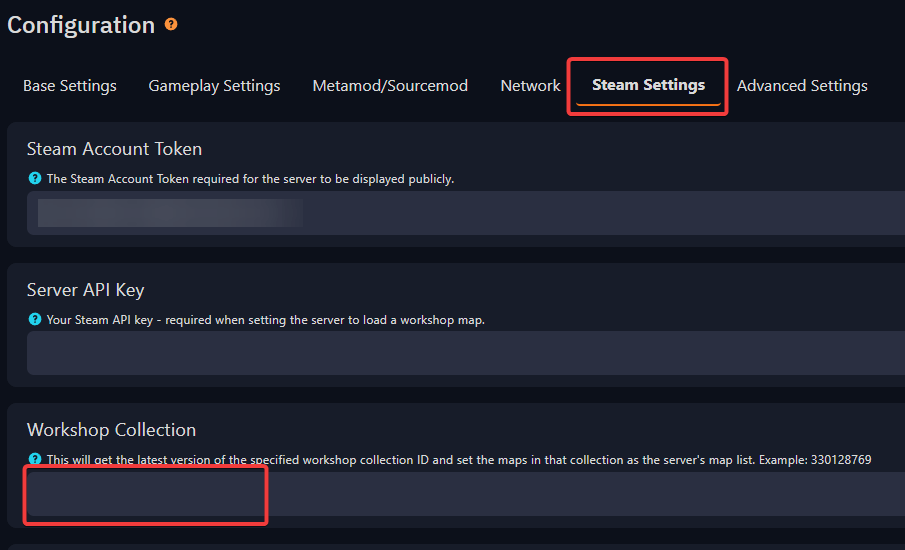 Configuration ?
Base Settings Gameplay Settings Metamod/Sourcemod Network Steam Settings Advanced Settings
Steam Account Token
? The Steam Account Token required for the server to be displayed publicly.
Server API Key
? Your Steam API key - required when setting the server to load a workshop map.
Workshop Collection
? This will get the latest version of the specified workshop collection ID and set the maps in that collection as the server's map list. Example: 330128769